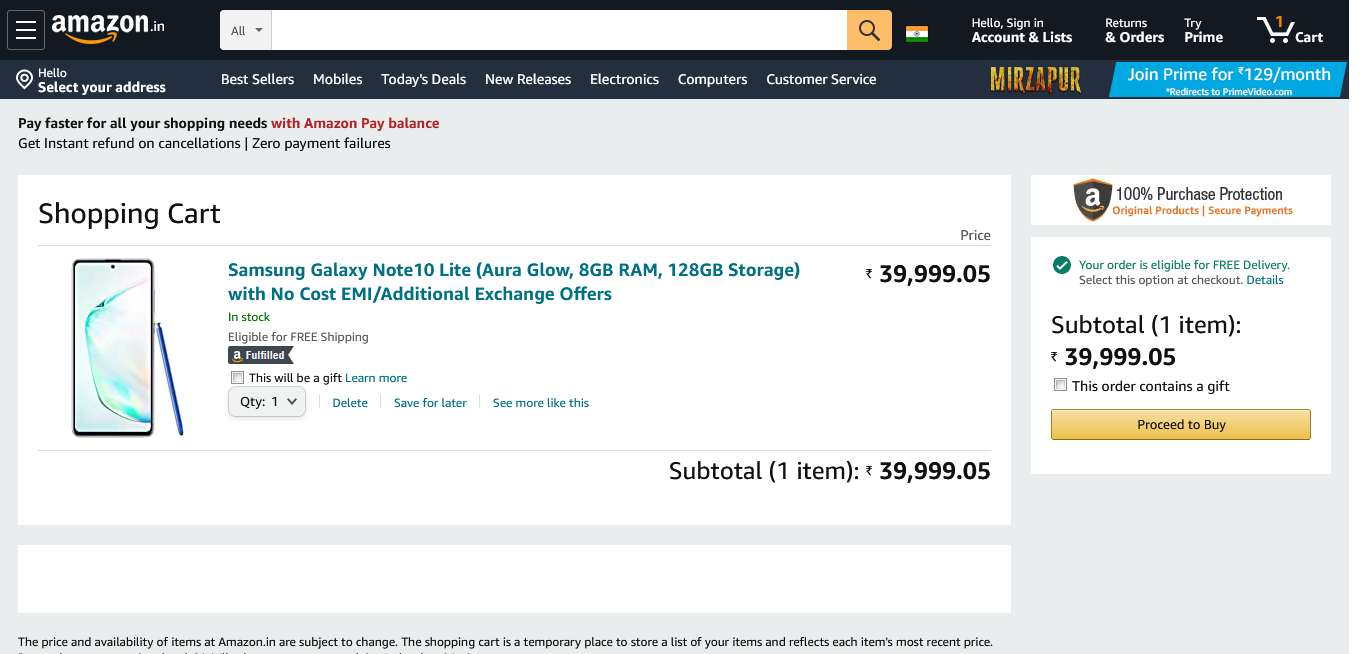 amazon.in
All
Hello, Sign in
Account & Lists
Returns
& Orders
Try
Prime
1
Cart
Hello
Select your address
Best Sellers
Mobiles
Today's Deals
New Releases
Electronics
Computers
Customer Service
MIRZAPUR
Join Prime for ₹129/month
*Redirects to PrimeVideo.com
Pay faster for all your shopping needs with Amazon Pay balance
Get Instant refund on cancellations | Zero payment failures
Shopping Cart
Price
Samsung Galaxy Note10 Lite (Aura Glow, 8GB RAM, 128GB Storage)
with No Cost EMI/Additional Exchange Offers
₹ 39,999.05
In stock
Eligible for FREE Shipping
a Fulfilled
This will be a gift Learn more
Qty: 1
Delete
Save for later
See more like this
Subtotal (1 item): ₹ 39,999.05
a
100% Purchase Protection
Original Products | Secure Payments
Your order is eligible for FREE Delivery.
Select this option at checkout. Details
Subtotal (1 item):
₹ 39,999.05
This order contains a gift
Proceed to Buy
The price and availability of items at Amazon.in are subject to change. The shopping cart is a temporary place to store a list of your items and reflects each item's most recent price.